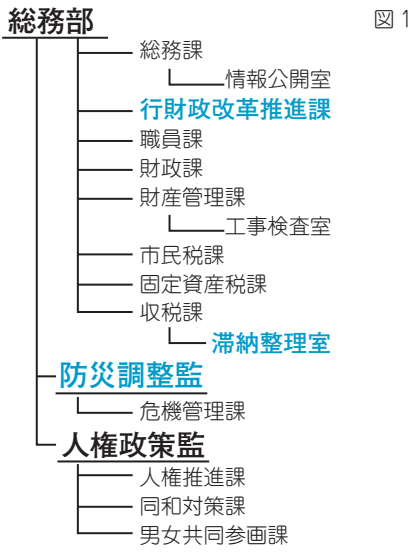 総務部
図1
総務課
情報公開室
行財政改革推進課
職員課
財政課
財産管理課
工事検査室
市民税課
固定資産税課
収税課
滞納整理室
防災調整監
危機管理課
人権政策監
人権推進課
同和対策課
男女共同参画課